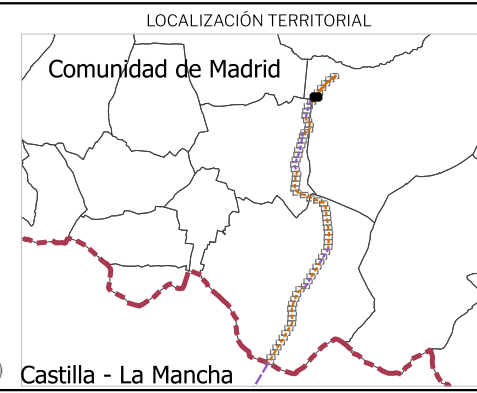 LOCALIZACIÓN TERRITORIAL
Comunidad de Madrid
Castilla - La Mancha